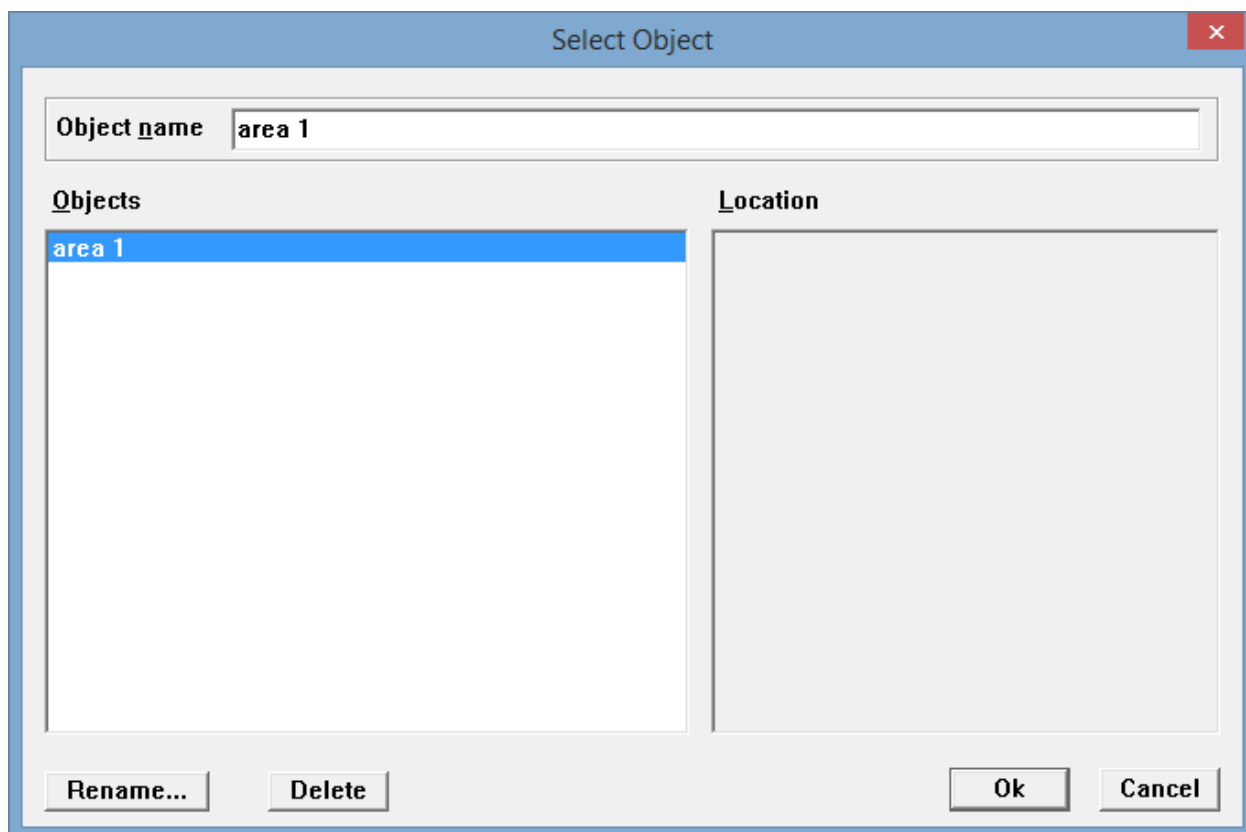 Select Object
Object name
area 1
Objects
Location
area 1
Rename...
Delete
Ok
Cancel